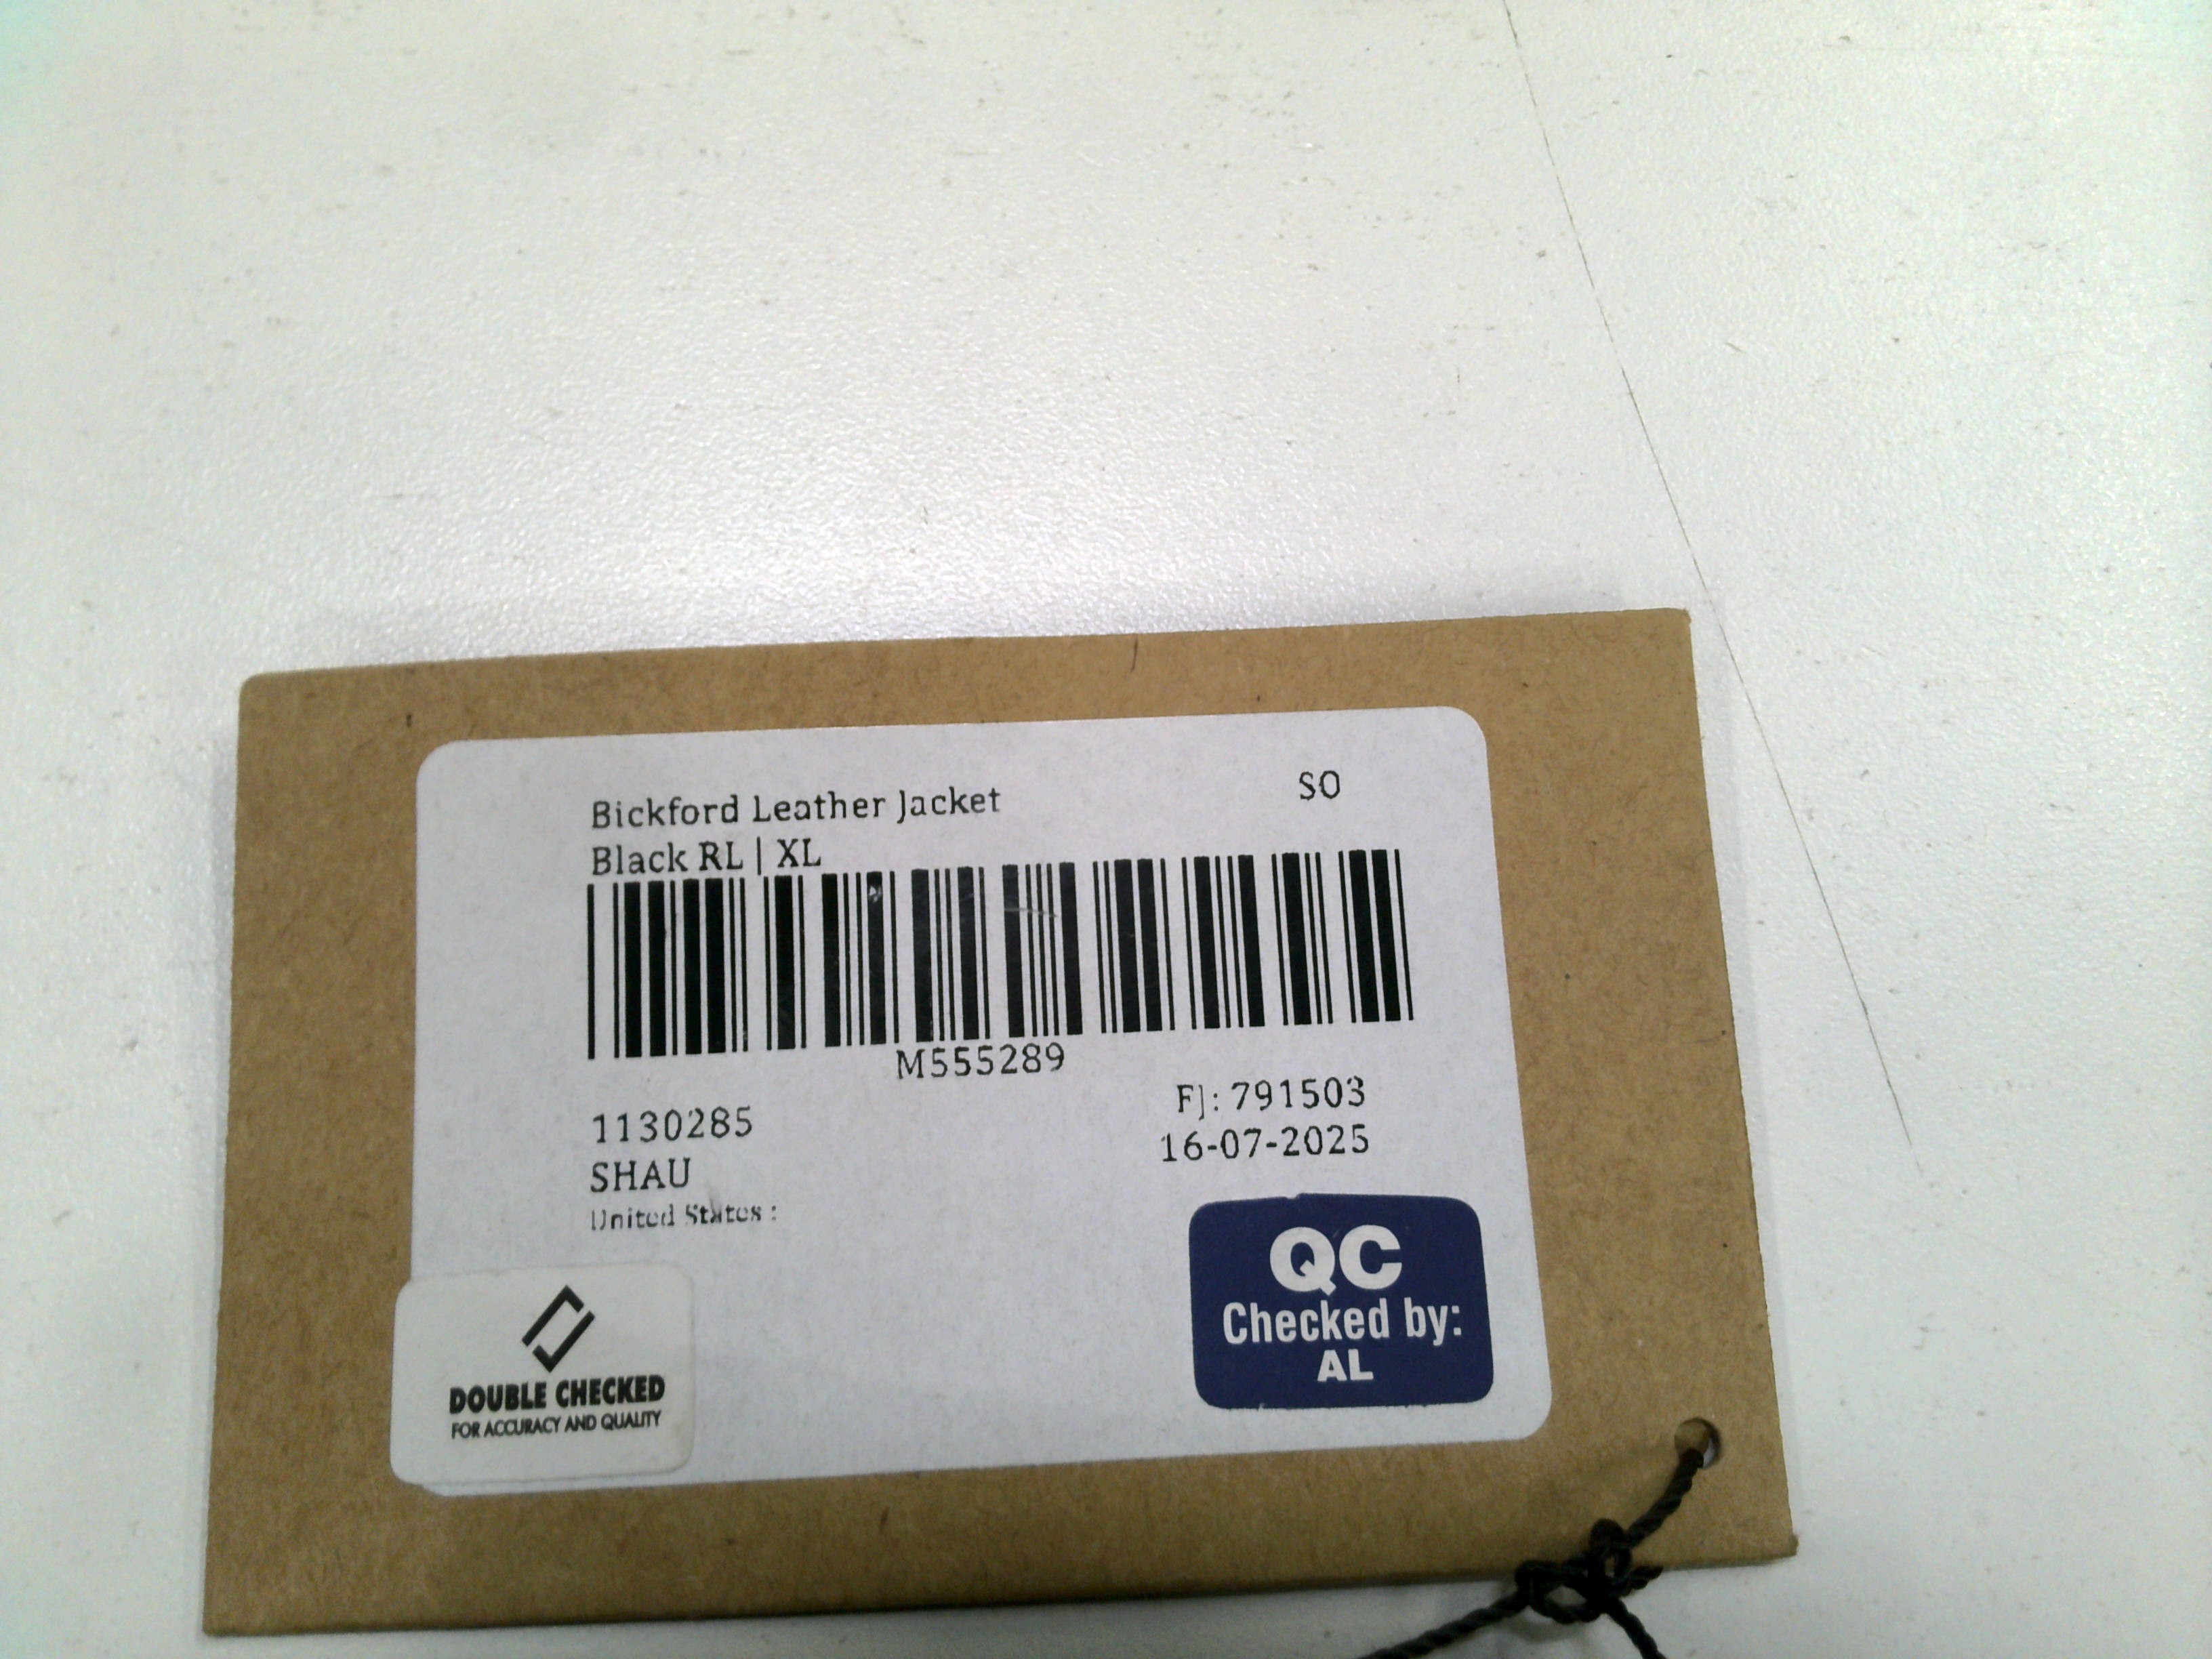 Bickford Leather Jacket
SO
Black RL | XL
M555289
FJ: 791503
1130285
16-07-2025
SHAU
United States :
QC
Checked by:
AL
DOUBLE CHECKED
FOR ACCURACY AND QUALITY